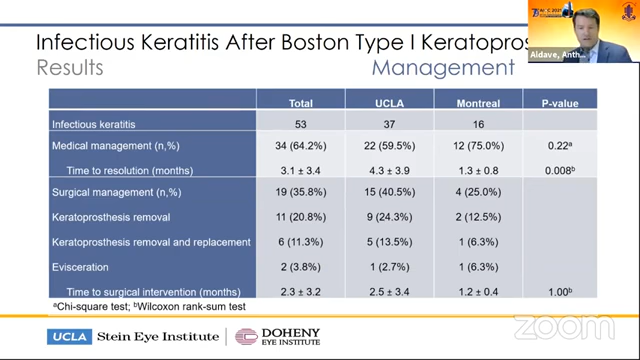 Infectious Keratitis After Boston Type I Keratopros
Aldave, Anth...
Results
Management
Total UCLA Montreal P-value
Infectious keratitis 53 37 16
Medical management (n,%) 34 (64.2%) 22 (59.5%) 12 (75.0%) 0.22a
Time to resolution (months) 3.1 ± 3.4 4.3 ± 3.9 1.3 ± 0.8 0.008b
Surgical management (n,%) 19 (35.8%) 15 (40.5%) 4 (25.0%)
Keratoprosthesis removal 11 (20.8%) 9 (24.3%) 2 (12.5%)
Keratoprosthesis removal and replacement 6 (11.3%) 5 (13.5%) 1 (6.3%)
Evisceration 2 (3.8%) 1 (2.7%) 1 (6.3%)
Time to surgical intervention (months) 2.3 ± 3.2 2.5 ± 3.4 1.2 ± 0.4 1.00b
aChi-square test; bWilcoxon rank-sum test
UCLA Stein Eye Institute
DOHENY
EYE INSTITUTE
zoom